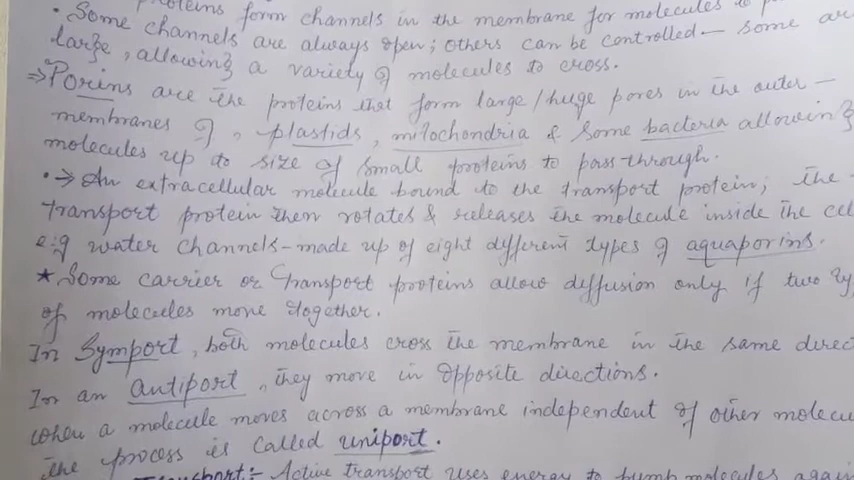 proteins form channels in the membrane for molecules to
• Some channels are always open; others can be controlled — some are
large, allowing a variety of molecules to cross.
⇒ Porins are the proteins that form large/huge pores in the outer —
membranes of, plastids, mitochondria & some bacteria allowing
molecules up to size of small proteins to pass through.
• → An extracellular molecule bound to the transport protein; the -
transport protein then rotates & releases the molecule inside the cel
e.g water channels - made up of eight different types of aquaporins.
★ Some carrier or Transport proteins allow diffusion only if two ty
of molecules move together.
In Symport, both molecules cross the membrane in the same direc
In an antiport, they move in opposite directions.
when a molecule moves across a membrane independent of other molecu
the process is called uniport.
Transport:- Active transport uses energy to pump molecules again